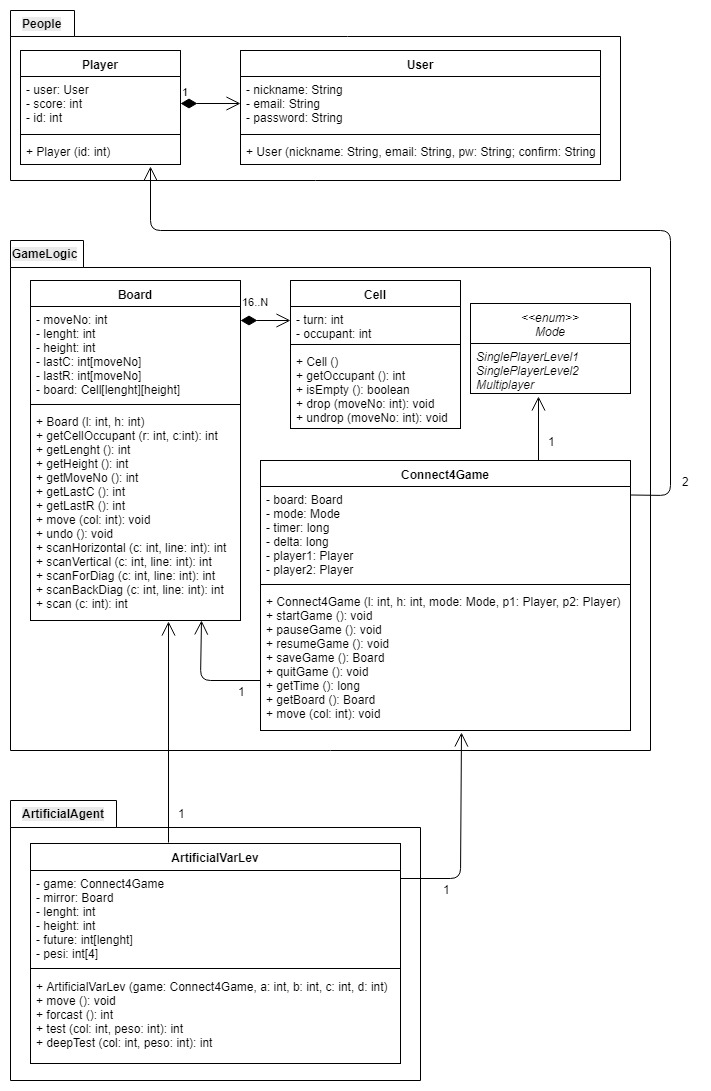 People
Player
- user: User
- score: int
- id: int
+ Player (id: int)
1
User
- nickname: String
- email: String
- password: String
+ User (nickname: String, email: String, pw: String; confirm: String
GameLogic
Board
- moveNo: int
- lenght: int
- height: int
- lastC: int[moveNo]
- lastR: int[moveNo]
- board: Cell[lenght][height]
+ Board (l: int, h: int)
+ getCellOccupant (r: int, c:int): int
+ getLenght (): int
+ getHeight (): int
+ getMoveNo (): int
+ getLastC (): int
+ getLastR (): int
+ move (col: int): void
+ undo (): void
+ scanHorizontal (c: int, line: int): int
+ scanVertical (c: int, line: int): int
+ scanForDiag (c: int, line: int): int
+ scanBackDiag (c: int, line: int): int
+ scan (c: int): int
16..N
Cell
- turn: int
- occupant: int
+ Cell ()
+ getOccupant (): int
+ isEmpty (): boolean
+ drop (moveNo: int): void
+ undrop (moveNo: int): void
<<enum>>
Mode
SinglePlayerLevel1
SinglePlayerLevel2
Multiplayer
1
2
Connect4Game
- board: Board
- mode: Mode
- timer: long
- delta: long
- player1: Player
- player2: Player
+ Connect4Game (l: int, h: int, mode: Mode, p1: Player, p2: Player)
+ startGame (): void
+ pauseGame (): void
+ resumeGame (): void
+ saveGame (): Board
+ quitGame (): void
+ getTime (): long
+ getBoard (): Board
+ move (col: int): void
1
ArtificialAgent
1
ArtificialVarLev
- game: Connect4Game
- mirror: Board
- lenght: int
- height: int
- future: int[lenght]
- pesi: int[4]
+ ArtificialVarLev (game: Connect4Game, a: int, b: int, c: int, d: int)
+ move (): void
+ forcast (): int
+ test (col: int, peso: int): int
+ deepTest (col: int, peso: int): int
1